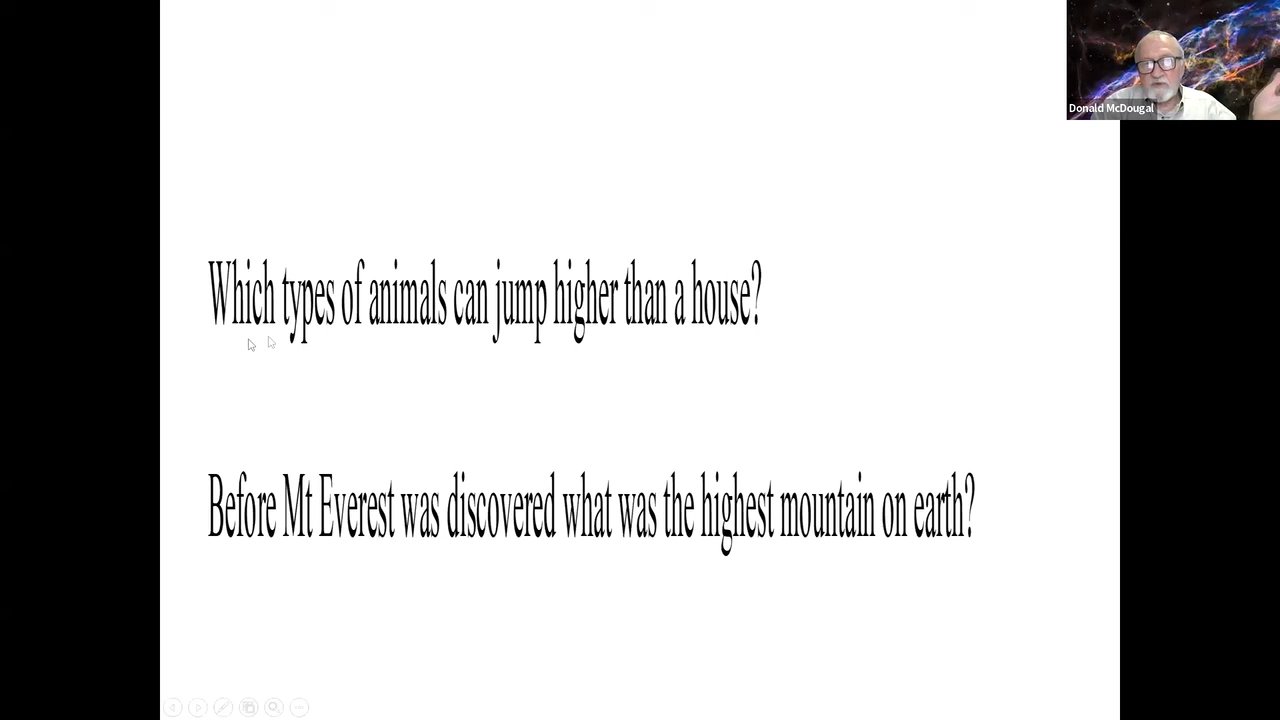 Donald McDougal
Which types of animals can jump higher than a house?
Before Mt Everest was discovered what was the highest mountain on earth?